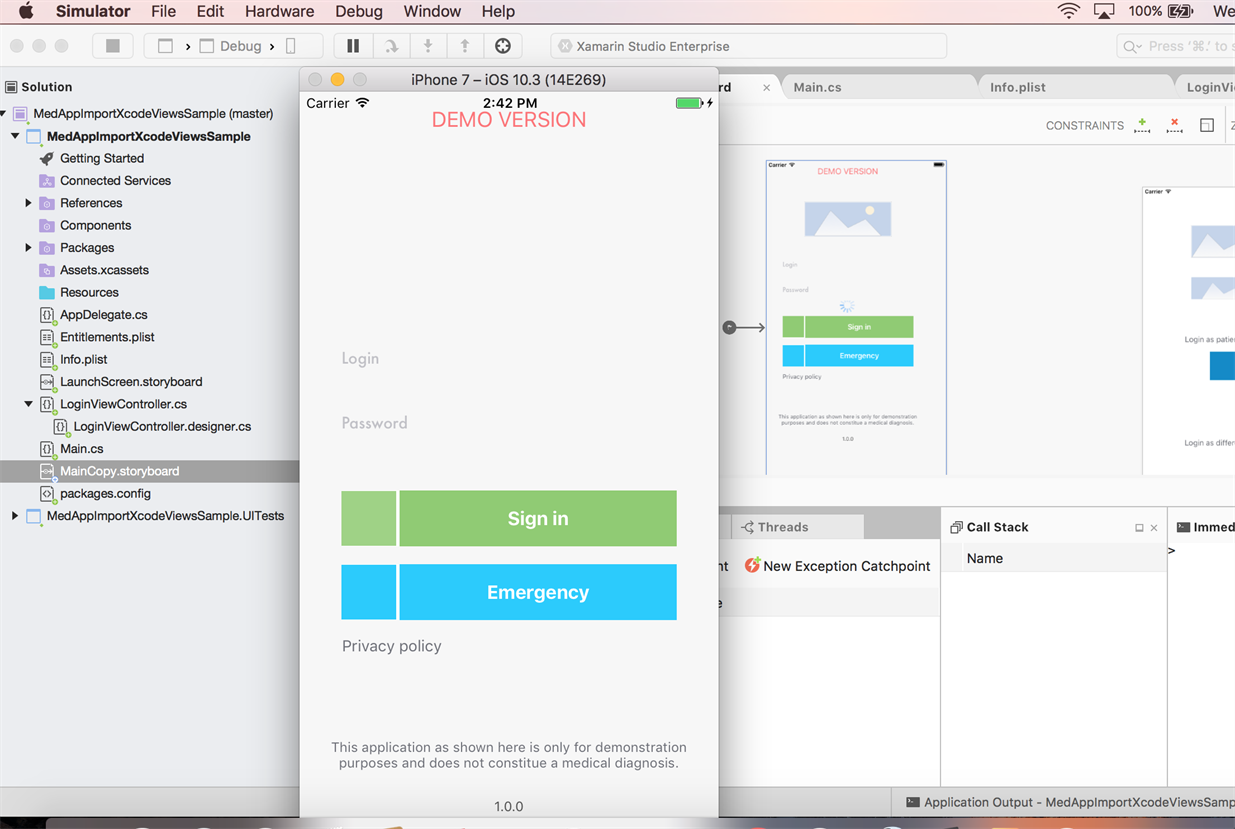 Simulator File Edit Hardware Debug Window Help 100% We
Debug
Xamarin Studio Enterprise
Press ‘⌘.’ to s
Solution
MedAppImportXcodeViewsSample (master)
MedAppImportXcodeViewsSample
Getting Started
Connected Services
References
Components
Packages
Assets.xcassets
Resources
AppDelegate.cs
Entitlements.plist
Info.plist
LaunchScreen.storyboard
LoginViewController.cs
LoginViewController.designer.cs
Main.cs
MainCopy.storyboard
packages.config
MedAppImportXcodeViewsSample.UITests
iPhone 7 – iOS 10.3 (14E269)
Carrier 2:42 PM
DEMO VERSION
Login
Password
Sign in
Emergency
Privacy policy
This application as shown here is only for demonstration
purposes and does not constitue a medical diagnosis.
1.0.0
rd Main.cs Info.plist LoginVi
CONSTRAINTS Z
Carrier
DEMO VERSION
Login
Password
Sign in
Emergency
Privacy policy
This application as shown here is only for demonstration
purposes and does not constitue a medical diagnosis.
1.0.0
Carrier
Login as patie
Login as differ
Threads
nt New Exception Catchpoint
e
Call Stack
Name
Immed
>
Application Output - MedAppImportXcodeViewsSamp